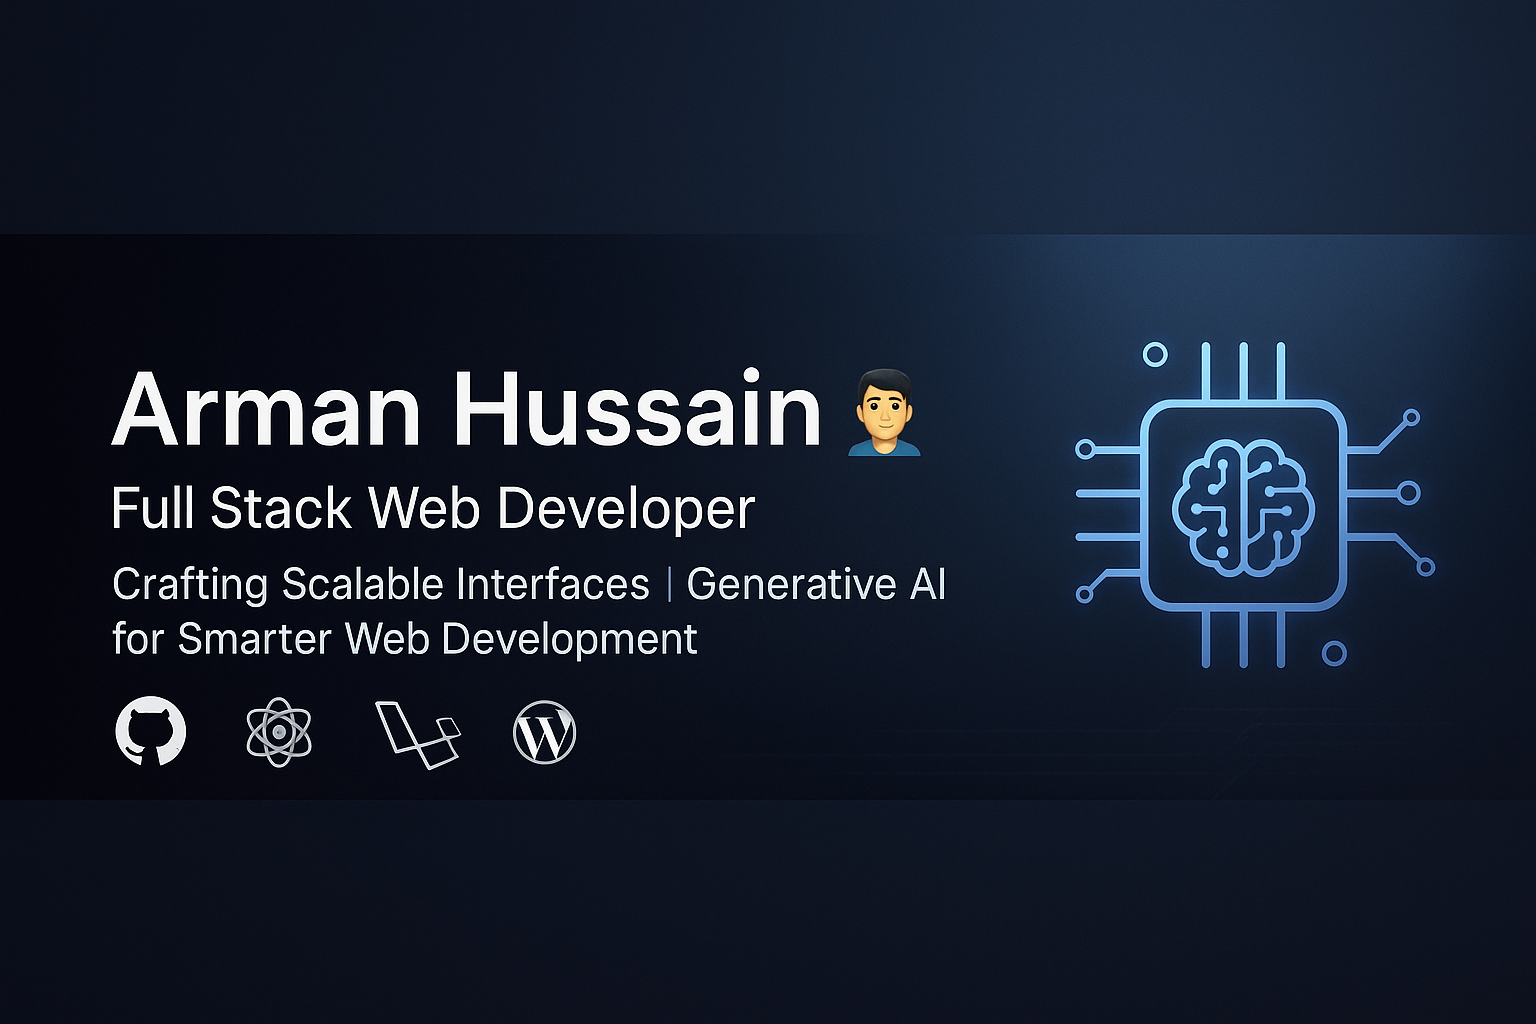 Arman Hussain
Full Stack Web Developer
Crafting Scalable Interfaces | Generative AI
for Smarter Web Development